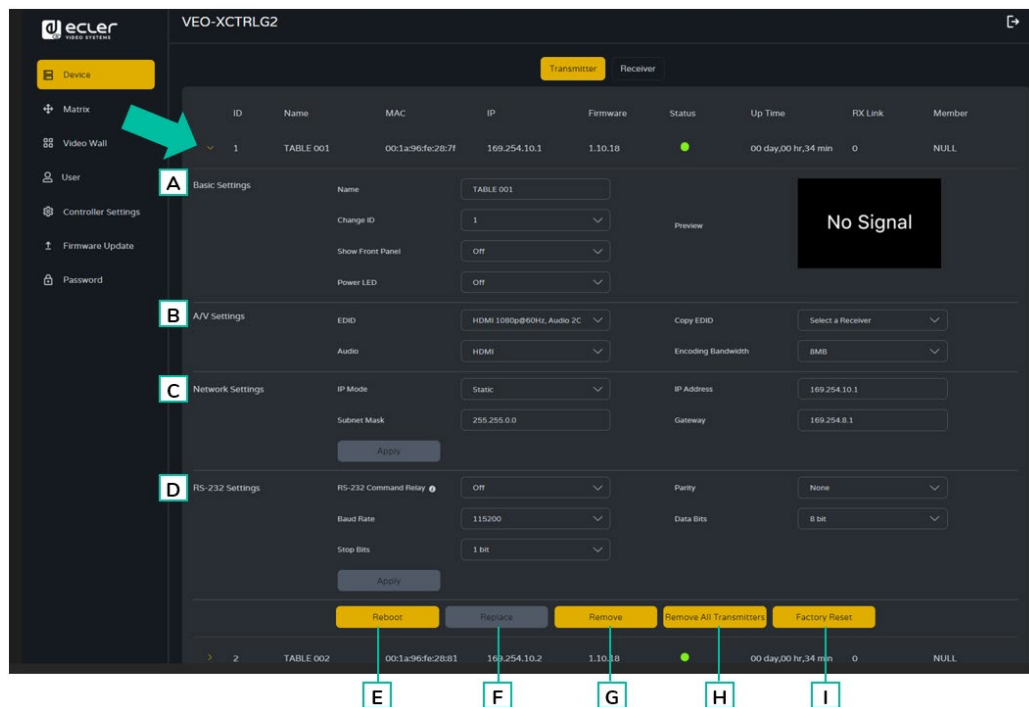 ecler
VIDEO SYSTEMS
VEO-XCTRLG2
Transmitter Receiver
Device
Matrix
Video Wall
User
Controller Settings
Firmware Update
Password
ID Name MAC IP Firmware Status Up Time RX Link Member
1 TABLE 001 00:1a:96:fe:28:7f 169.254.10.1 1.10.18 00 day,00 hr,34 min 0 NULL
A Basic Settings
Name TABLE 001
Change ID 1
Show Front Panel Off
Power LED Off
Preview
No Signal
B A/V Settings
EDID HDMI 1080p@60Hz, Audio 2C Copy EDID Select a Receiver
Audio HDMI Encoding Bandwidth 8MB
C Network Settings
IP Mode Static IP Address 169.254.10.1
Subnet Mask 255.255.0.0 Gateway 169.254.8.1
Apply
D RS-232 Settings
RS-232 Command Relay Off Parity None
Baud Rate 115200 Data Bits 8 bit
Stop Bits 1 bit
Apply
Reboot Replace Remove Remove All Transmitters Factory Reset
2 TABLE 002 00:1a:96:fe:28:81 169.254.10.2 1.10.18 00 day,00 hr,34 min 0 NULL
E F G H I